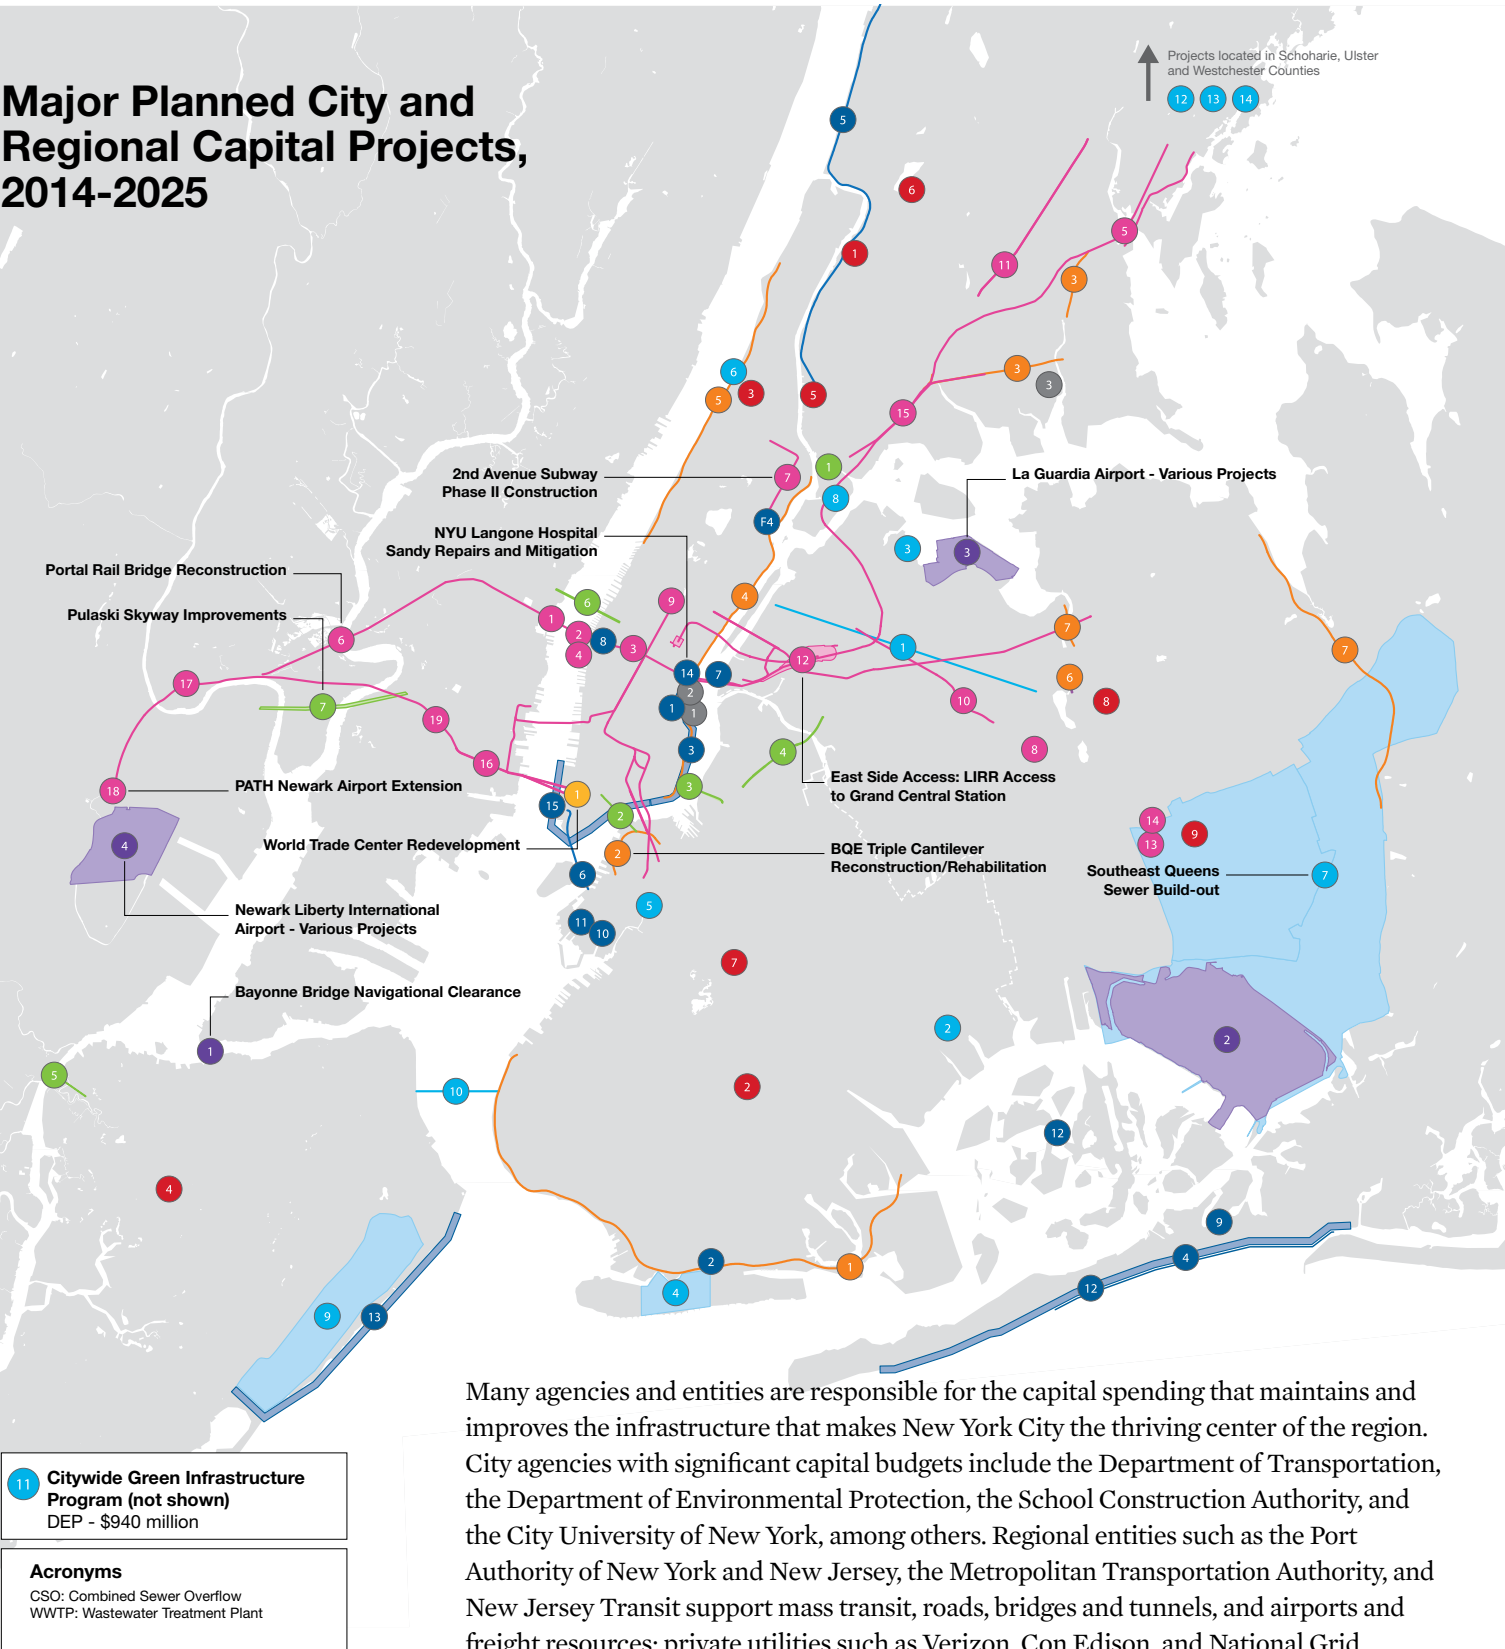 Major Planned City and
Regional Capital Projects,
2014-2025
Projects located in Schoharie, Ulster
and Westchester Counties
12 13 14
5
6
1
5
11
3
3
3
6
5
3
5
15
1
8
2nd Avenue Subway
Phase II Construction
7
La Guardia Airport - Various Projects
F4
NYU Langone Hospital
Sandy Repairs and Mitigation
3
3
Portal Rail Bridge Reconstruction
Pulaski Skyway Improvements
6
1
6
9
4
2
8
3
4
7
7
1
12
14
7
6
8
10
17
7
2
1
1
19
3
4
8
16
18
PATH Newark Airport Extension
15
1
3
2
East Side Access: LIRR Access
to Grand Central Station
4
World Trade Center Redevelopment
2
BQE Triple Cantilever
Reconstruction/Rehabilitation
14
13
9
Southeast Queens
Sewer Build-out
7
6
5
Newark Liberty International
Airport - Various Projects
11
10
7
Bayonne Bridge Navigational Clearance
1
2
2
5
10
2
12
4
9
2
1
4
4
12
9
13
11
Citywide Green Infrastructure
Program (not shown)
DEP - $940 million
Acronyms
CSO: Combined Sewer Overflow
WWTP: Wastewater Treatment Plant
Many agencies and entities are responsible for the capital spending that maintains and
improves the infrastructure that makes New York City the thriving center of the region.
City agencies with significant capital budgets include the Department of Transportation,
the Department of Environmental Protection, the School Construction Authority, and
the City University of New York, among others. Regional entities such as the Port
Authority of New York and New Jersey, the Metropolitan Transportation Authority, and
New Jersey Transit support mass transit, roads, bridges and tunnels, and airports and
freight resources; private utilities such as Verizon, Con Edison, and National Grid